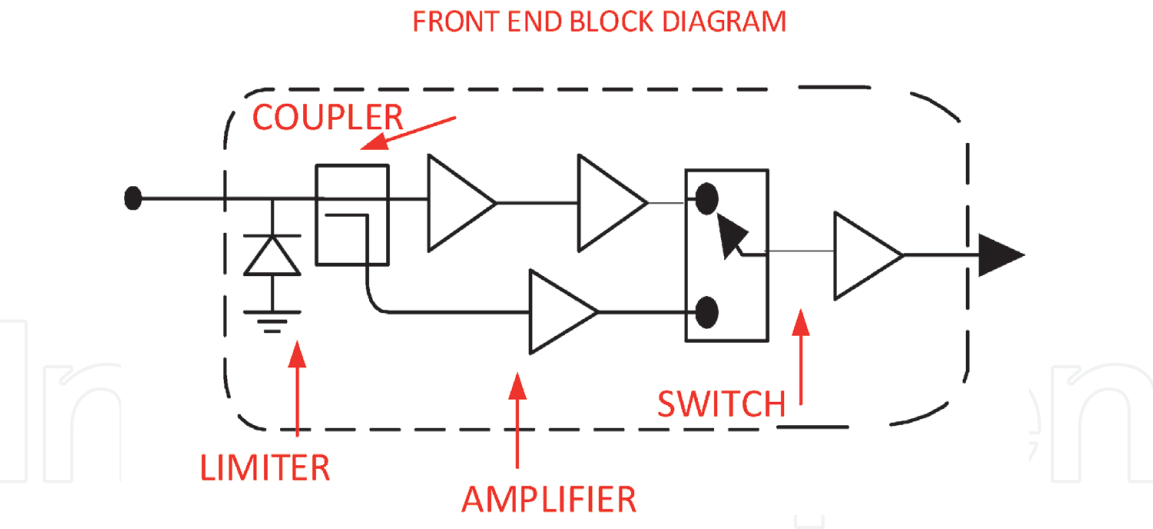 FRONT END BLOCK DIAGRAM
COUPLER
SWITCH
LIMITER
AMPLIFIER